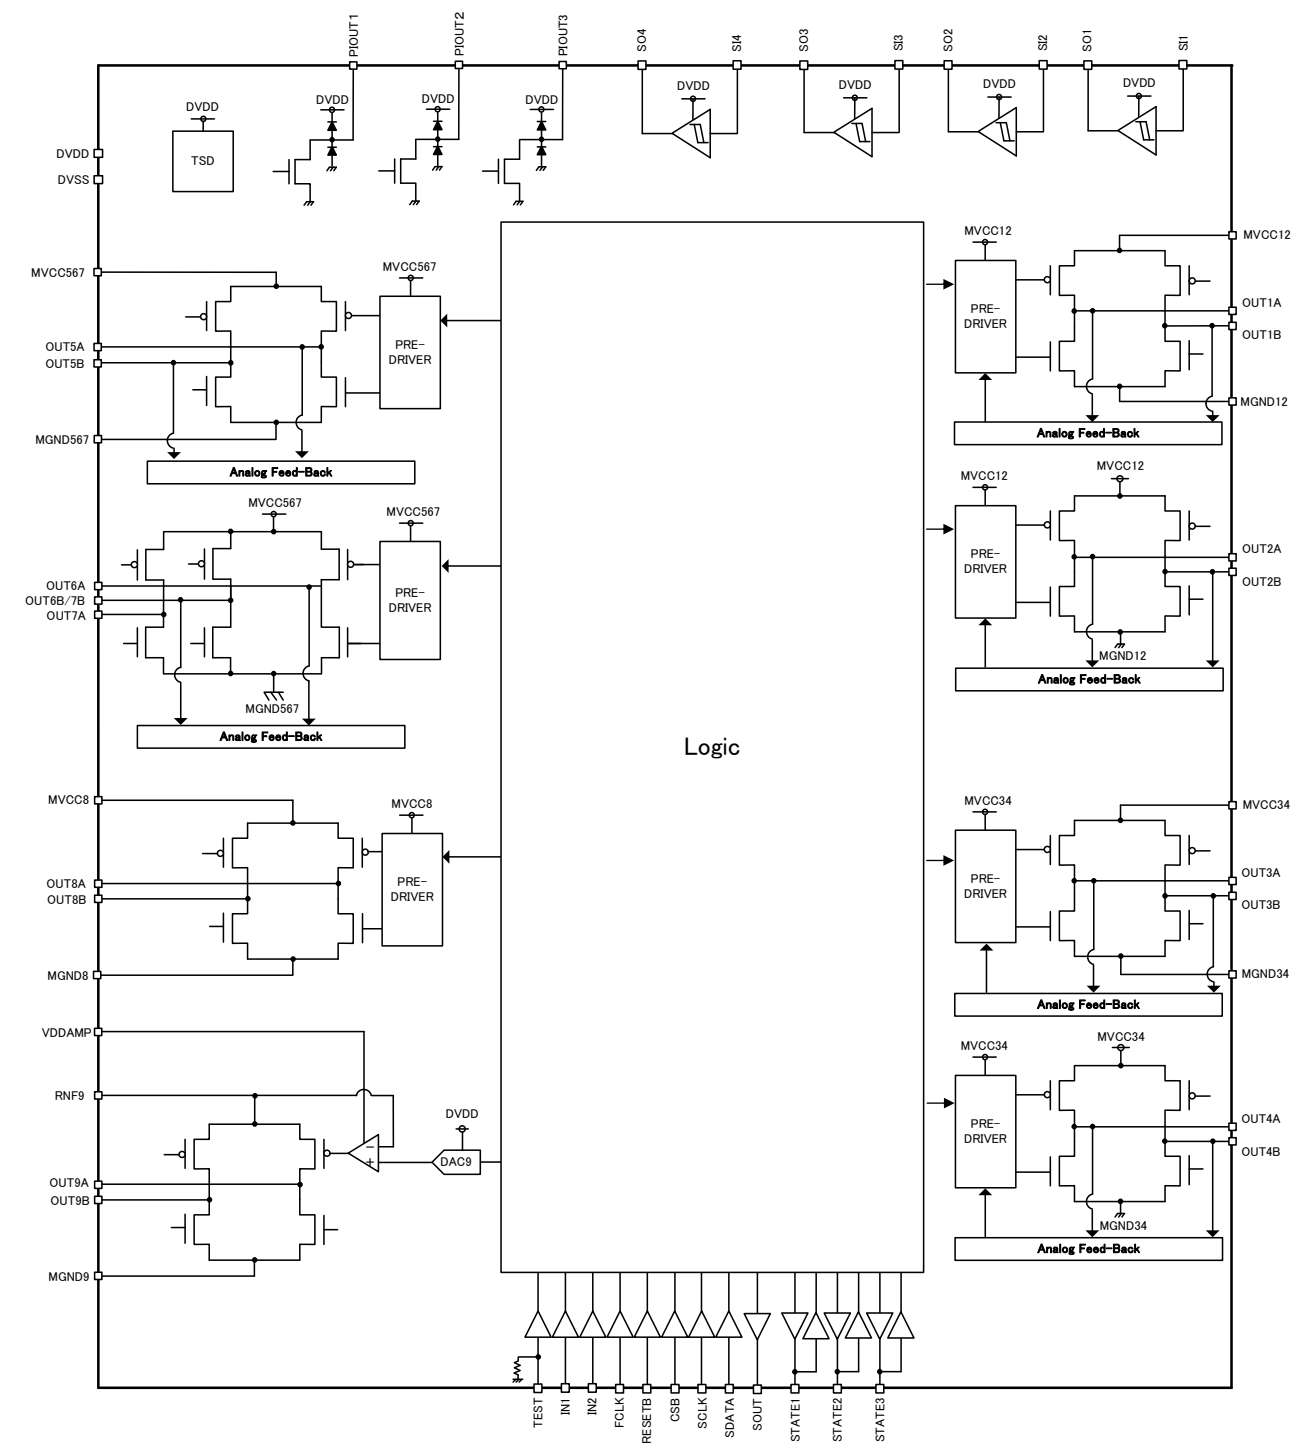 PIOUT1
PIOUT2
PIOUT3
SO4
SI4
SO3
SI3
SO2
SI2
SO1
SI1
DVDD
DVDD
DVDD
DVDD
DVDD
DVDD
DVDD
DVDD
TSD
DVDD
DVSS
MVCC567
MVCC567
PRE-
DRIVER
OUT5A
OUT5B
MGND567
Analog Feed-Back
MVCC567
MVCC567
PRE-
DRIVER
OUT6A
OUT6B/7B
OUT7A
MGND567
Analog Feed-Back
MVCC8
MVCC8
PRE-
DRIVER
OUT8A
OUT8B
MGND8
VDDAMP
RNF9
DVDD
DAC9
−
+
OUT9A
OUT9B
MGND9
Logic
MVCC12
MVCC12
PRE-
DRIVER
OUT1A
OUT1B
MGND12
Analog Feed-Back
MVCC12
MVCC12
PRE-
DRIVER
OUT2A
OUT2B
MGND12
Analog Feed-Back
MVCC34
MVCC34
PRE-
DRIVER
OUT3A
OUT3B
MGND34
Analog Feed-Back
MVCC34
MVCC34
PRE-
DRIVER
OUT4A
OUT4B
MGND34
Analog Feed-Back
TEST
IN1
IN2
FCLK
RESETB
CSB
SCLK
SDATA
SOUT
STATE1
STATE2
STATE3